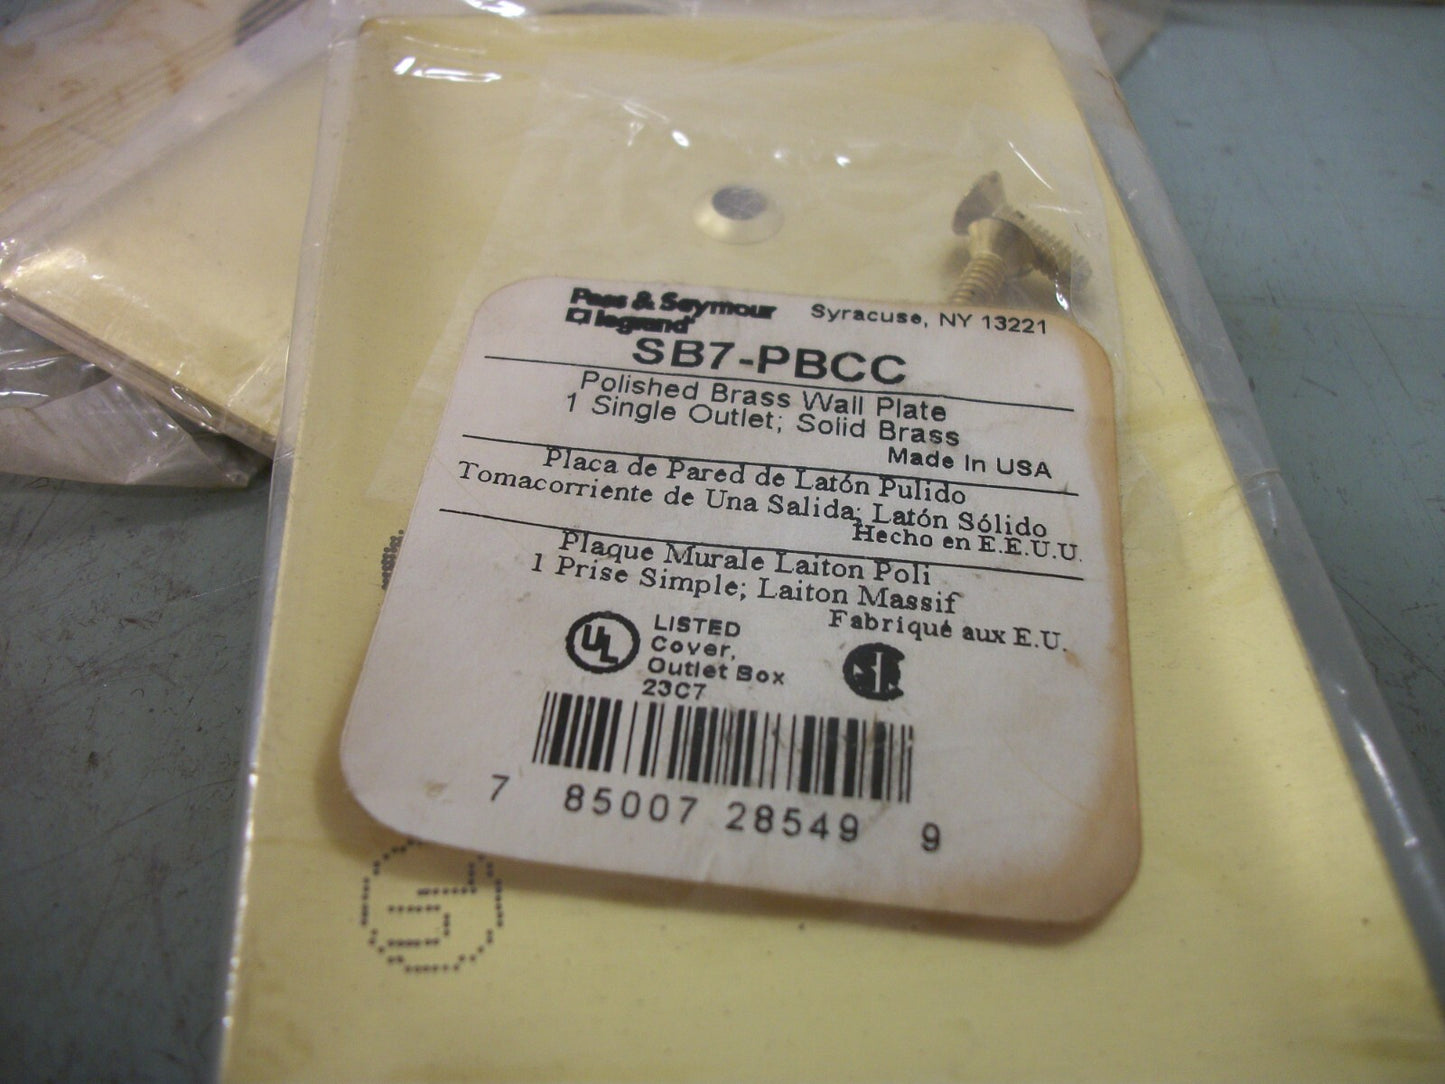 Pass & Seymour
legrand
Syracuse, NY 13221
SB7-PBCC
Polished Brass Wall Plate
1 Single Outlet; Solid Brass
Made In USA
Placa de Pared de Latón Pulido
Tomacorriente de Una Salida; Latón Sólido
Hecho en E.E.U.U.
Plaque Murale Laiton Poli
1 Prise Simple; Laiton Massif
Fabriqué aux E.U.
UL
LISTED
Cover,
Outlet Box
23C7
7 85007 28549 9